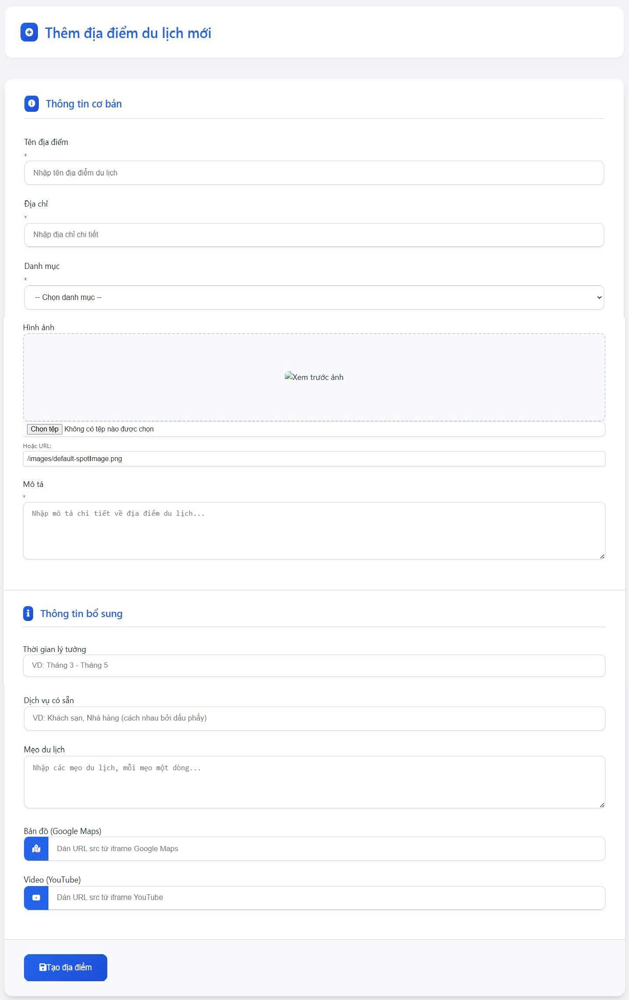 Thêm địa điểm du lịch mới
Thông tin cơ bản
Tên địa điểm
*
Nhập tên địa điểm du lịch
Địa chỉ
*
Nhập địa chỉ chi tiết
Danh mục
*
-- Chọn danh mục --
Hình ảnh
Xem trước ảnh
Chọn tệp Không có tệp nào được chọn
Hoặc URL:
/images/default-spotImage.png
Mô tả
*
Nhập mô tả chi tiết về địa điểm du lịch...
Thông tin bổ sung
Thời gian lý tưởng
VD: Tháng 3 - Tháng 5
Dịch vụ có sẵn
VD: Khách sạn, Nhà hàng (cách nhau bởi dấu phẩy)
Mẹo du lịch
Nhập các mẹo du lịch, mỗi mẹo một dòng...
Bản đồ (Google Maps)
Dán URL src từ iframe Google Maps
Video (YouTube)
Dán URL src từ iframe YouTube
Tạo địa điểm